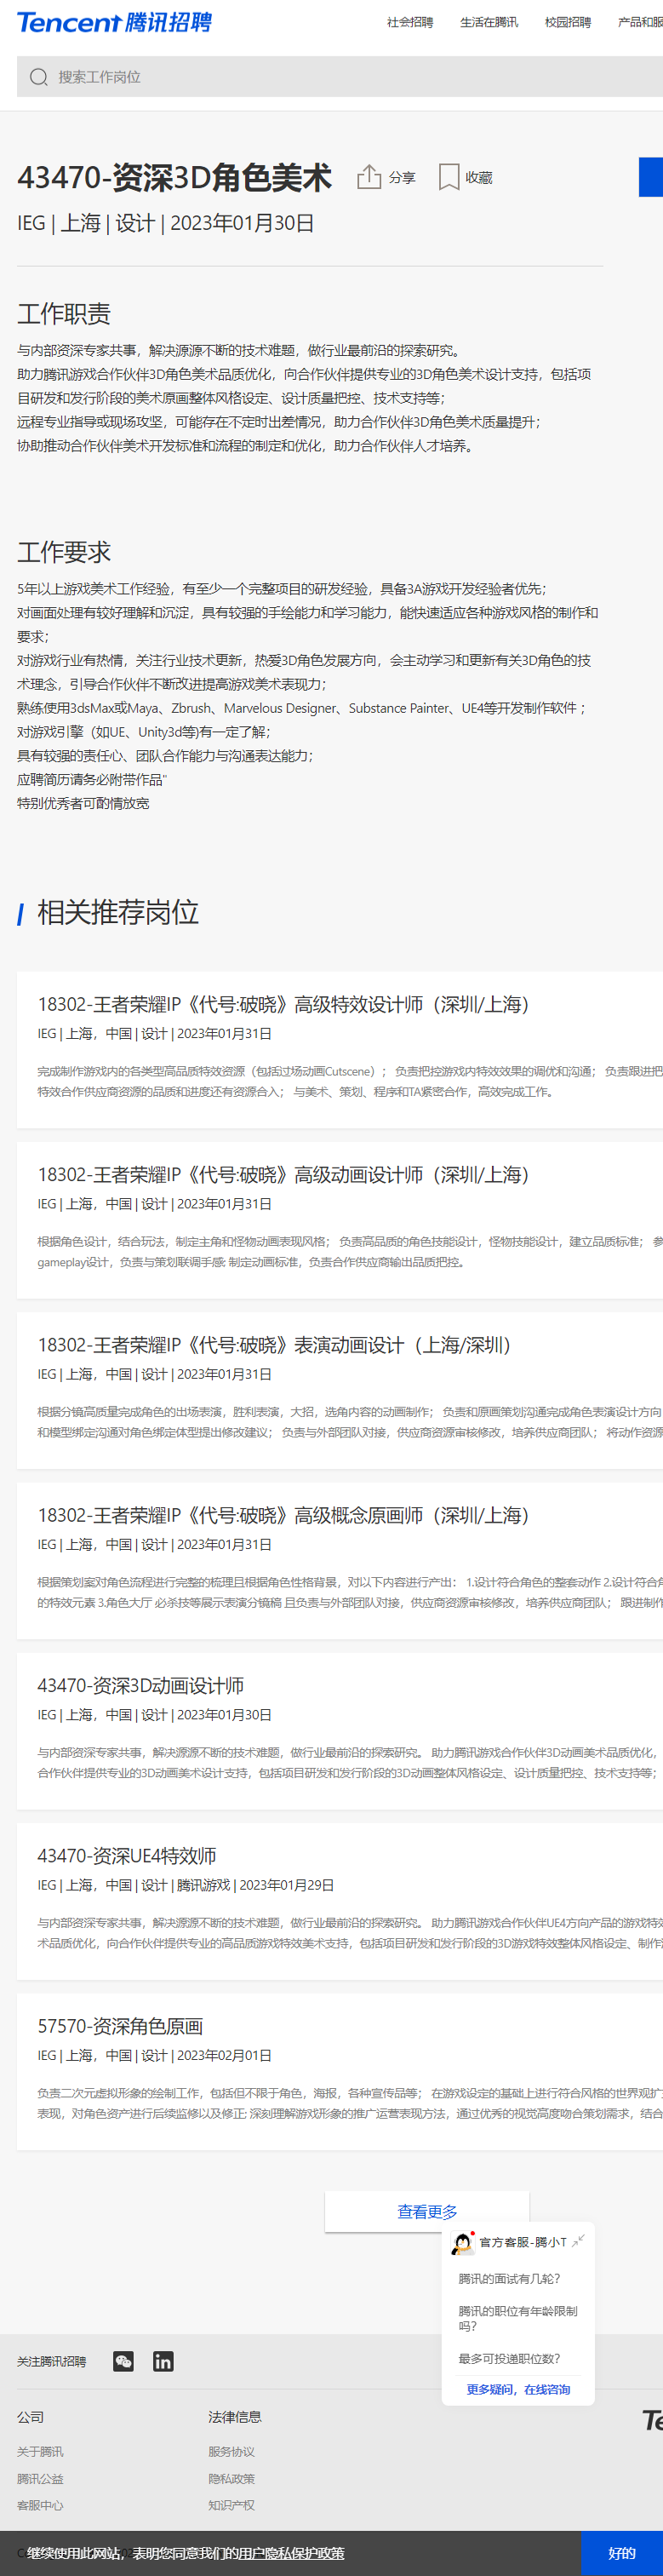 Tencent 腾讯招聘
社会招聘 生活在腾讯 校园招聘 产品和服
搜索工作岗位
43470-资深3D角色美术 分享 收藏
IEG | 上海 | 设计 | 2023年01月30日
工作职责
与内部资深专家共事，解决源源不断的技术难题，做行业最前沿的探索研究。
助力腾讯游戏合作伙伴3D角色美术品质优化，向合作伙伴提供专业的3D角色美术设计支持，包括项
目研发和发行阶段的美术原画整体风格设定、设计质量把控、技术支持等；
远程专业指导或现场攻坚，可能存在不定时出差情况，助力合作伙伴3D角色美术质量提升；
协助推动合作伙伴美术开发标准和流程的制定和优化，助力合作伙伴人才培养。
工作要求
5年以上游戏美术工作经验，有至少一个完整项目的研发经验，具备3A游戏开发经验者优先；
对画面处理有较好理解和沉淀，具有较强的手绘能力和学习能力，能快速适应各种游戏风格的制作和
要求；
对游戏行业有热情，关注行业技术更新，热爱3D角色发展方向，会主动学习和更新有关3D角色的技
术理念，引导合作伙伴不断改进提高游戏美术表现力；
熟练使用3dsMax或Maya、Zbrush、Marvelous Designer、Substance Painter、UE4等开发制作软件；
对游戏引擎（如UE、Unity3d等)有一定了解；
具有较强的责任心、团队合作能力与沟通表达能力；
应聘简历请务必附带作品"
特别优秀者可酌情放宽
相关推荐岗位
18302-王者荣耀IP《代号:破晓》高级特效设计师（深圳/上海）
IEG | 上海，中国 | 设计 | 2023年01月31日
完成制作游戏内的各类型高品质特效资源（包括过场动画Cutscene）； 负责把控游戏内特效效果的调优和沟通； 负责跟进把
特效合作供应商资源的品质和进度还有资源合入； 与美术、策划、程序和TA紧密合作，高效完成工作。
18302-王者荣耀IP《代号:破晓》高级动画设计师（深圳/上海）
IEG | 上海，中国 | 设计 | 2023年01月31日
根据角色设计，结合玩法，制定主角和怪物动画表现风格； 负责高品质的角色技能设计，怪物技能设计，建立品质标准； 参
gameplay设计，负责与策划联调手感; 制定动画标准，负责合作供应商输出品质把控。
18302-王者荣耀IP《代号:破晓》表演动画设计（上海/深圳）
IEG | 上海，中国 | 设计 | 2023年01月31日
根据分镜高质量完成角色的出场表演，胜利表演，大招，选角内容的动画制作； 负责和原画策划沟通完成角色表演设计方向
和模型绑定沟通对角色绑定体型提出修改建议； 负责与外部团队对接，供应商资源审核修改，培养供应商团队； 将动作资源
18302-王者荣耀IP《代号:破晓》高级概念原画师（深圳/上海）
IEG | 上海，中国 | 设计 | 2023年01月31日
根据策划案对角色流程进行完整的梳理且根据角色性格背景，对以下内容进行产出： 1.设计符合角色的整套动作 2.设计符合角
的特效元素 3.角色大厅 必杀技等展示表演分镜稿 且负责与外部团队对接，供应商资源审核修改，培养供应商团队； 跟进制作
43470-资深3D动画设计师
IEG | 上海，中国 | 设计 | 2023年01月30日
与内部资深专家共事，解决源源不断的技术难题，做行业最前沿的探索研究。 助力腾讯游戏合作伙伴3D动画美术品质优化，
合作伙伴提供专业的3D动画美术设计支持，包括项目研发和发行阶段的3D动画整体风格设定、设计质量把控、技术支持等；
43470-资深UE4特效师
IEG | 上海，中国 | 设计 | 腾讯游戏 | 2023年01月29日
与内部资深专家共事，解决源源不断的技术难题，做行业最前沿的探索研究。 助力腾讯游戏合作伙伴UE4方向产品的游戏特效
术品质优化，向合作伙伴提供专业的高品质游戏特效美术支持，包括项目研发和发行阶段的3D游戏特效整体风格设定、制作
57570-资深角色原画
IEG | 上海，中国 | 设计 | 2023年02月01日
负责二次元虚拟形象的绘制工作，包括但不限于角色，海报，各种宣传品等； 在游戏设定的基础上进行符合风格的世界观扩
表现，对角色资产进行后续监修以及修正; 深刻理解游戏形象的推广运营表现方法，通过优秀的视觉高度吻合策划需求，结合
查看更多
官方客服-腾小T
腾讯的面试有几轮？
腾讯的职位有年龄限制
吗？
最多可投递职位数？
更多疑问，在线咨询
关注腾讯招聘
公司 法律信息
关于腾讯 服务协议
腾讯公益 隐私政策
客服中心 知识产权
继续使用此网站，表明您同意我们的用户隐私保护政策 好的